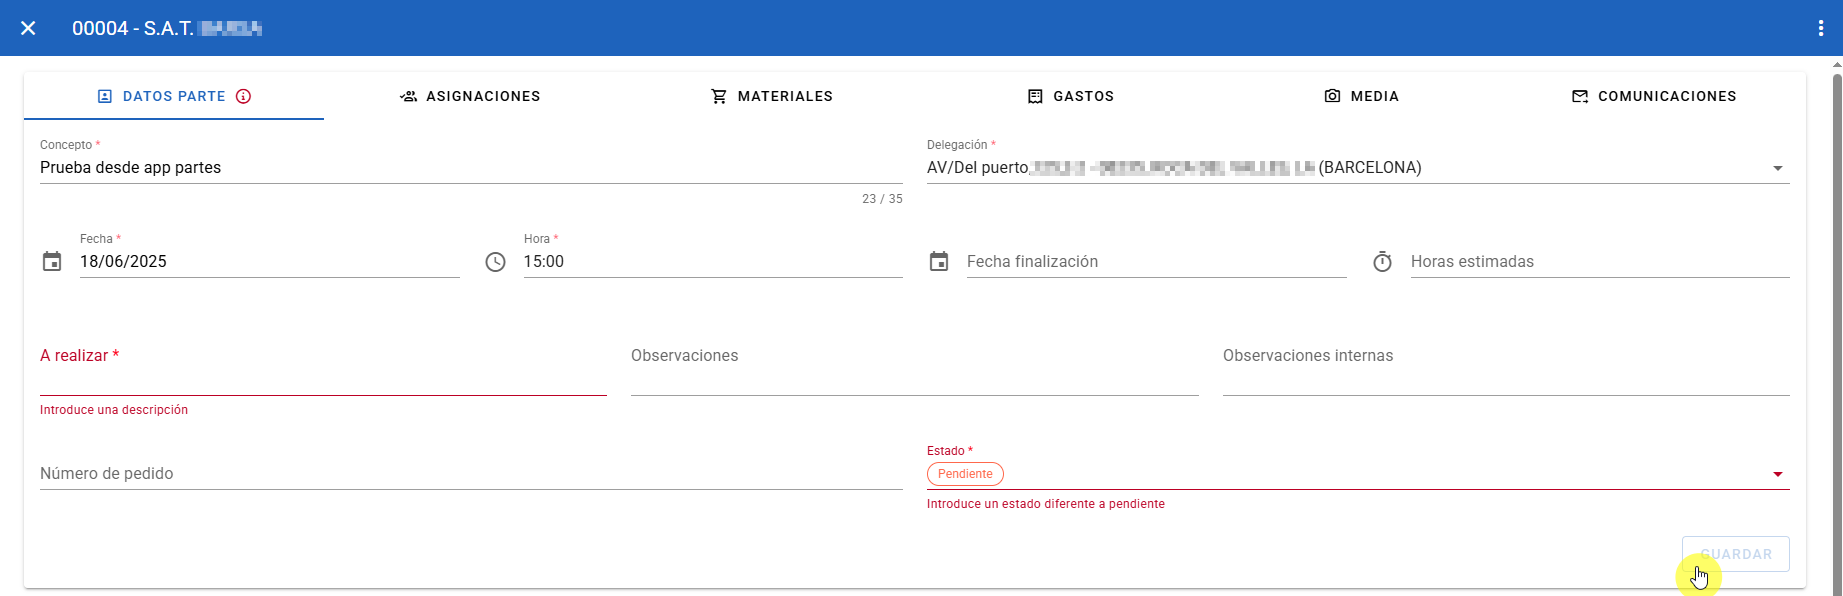 00004 - S.A.T.
DATOS PARTE
ASIGNACIONES
MATERIALES
GASTOS
MEDIA
COMUNICACIONES
Concepto *
Prueba desde app partes
23 / 35
Delegación *
AV/Del puerto (BARCELONA)
Fecha *
18/06/2025
Hora *
15:00
Fecha finalización
Horas estimadas
A realizar *
Introduce una descripción
Observaciones
Observaciones internas
Número de pedido
Estado *
Pendiente
Introduce un estado diferente a pendiente
GUARDAR